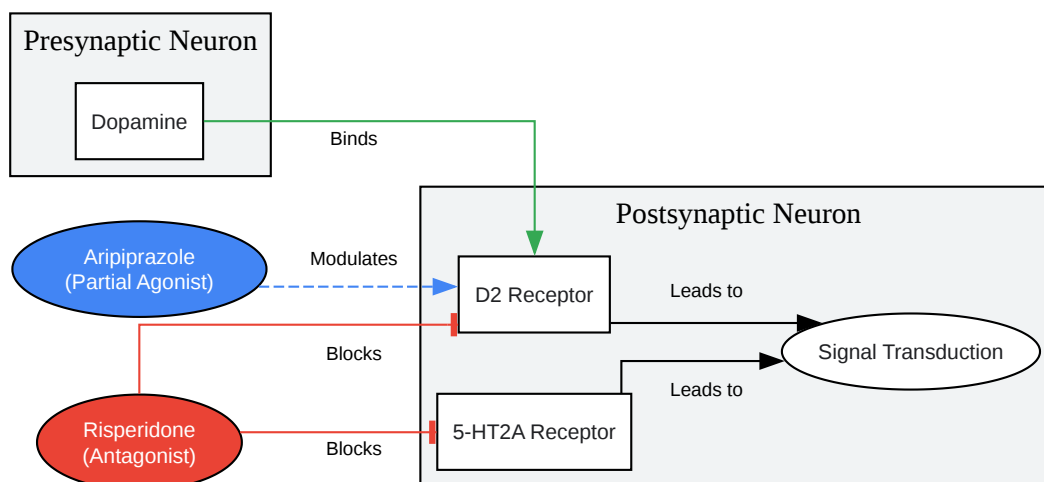 Presynaptic Neuron
Dopamine
Binds
Postsynaptic Neuron
Aripiprazole
(Partial Agonist)
Modulates
D2 Receptor
Leads to
Signal Transduction
Blocks
Leads to
Risperidone
(Antagonist)
Blocks
5-HT2A Receptor